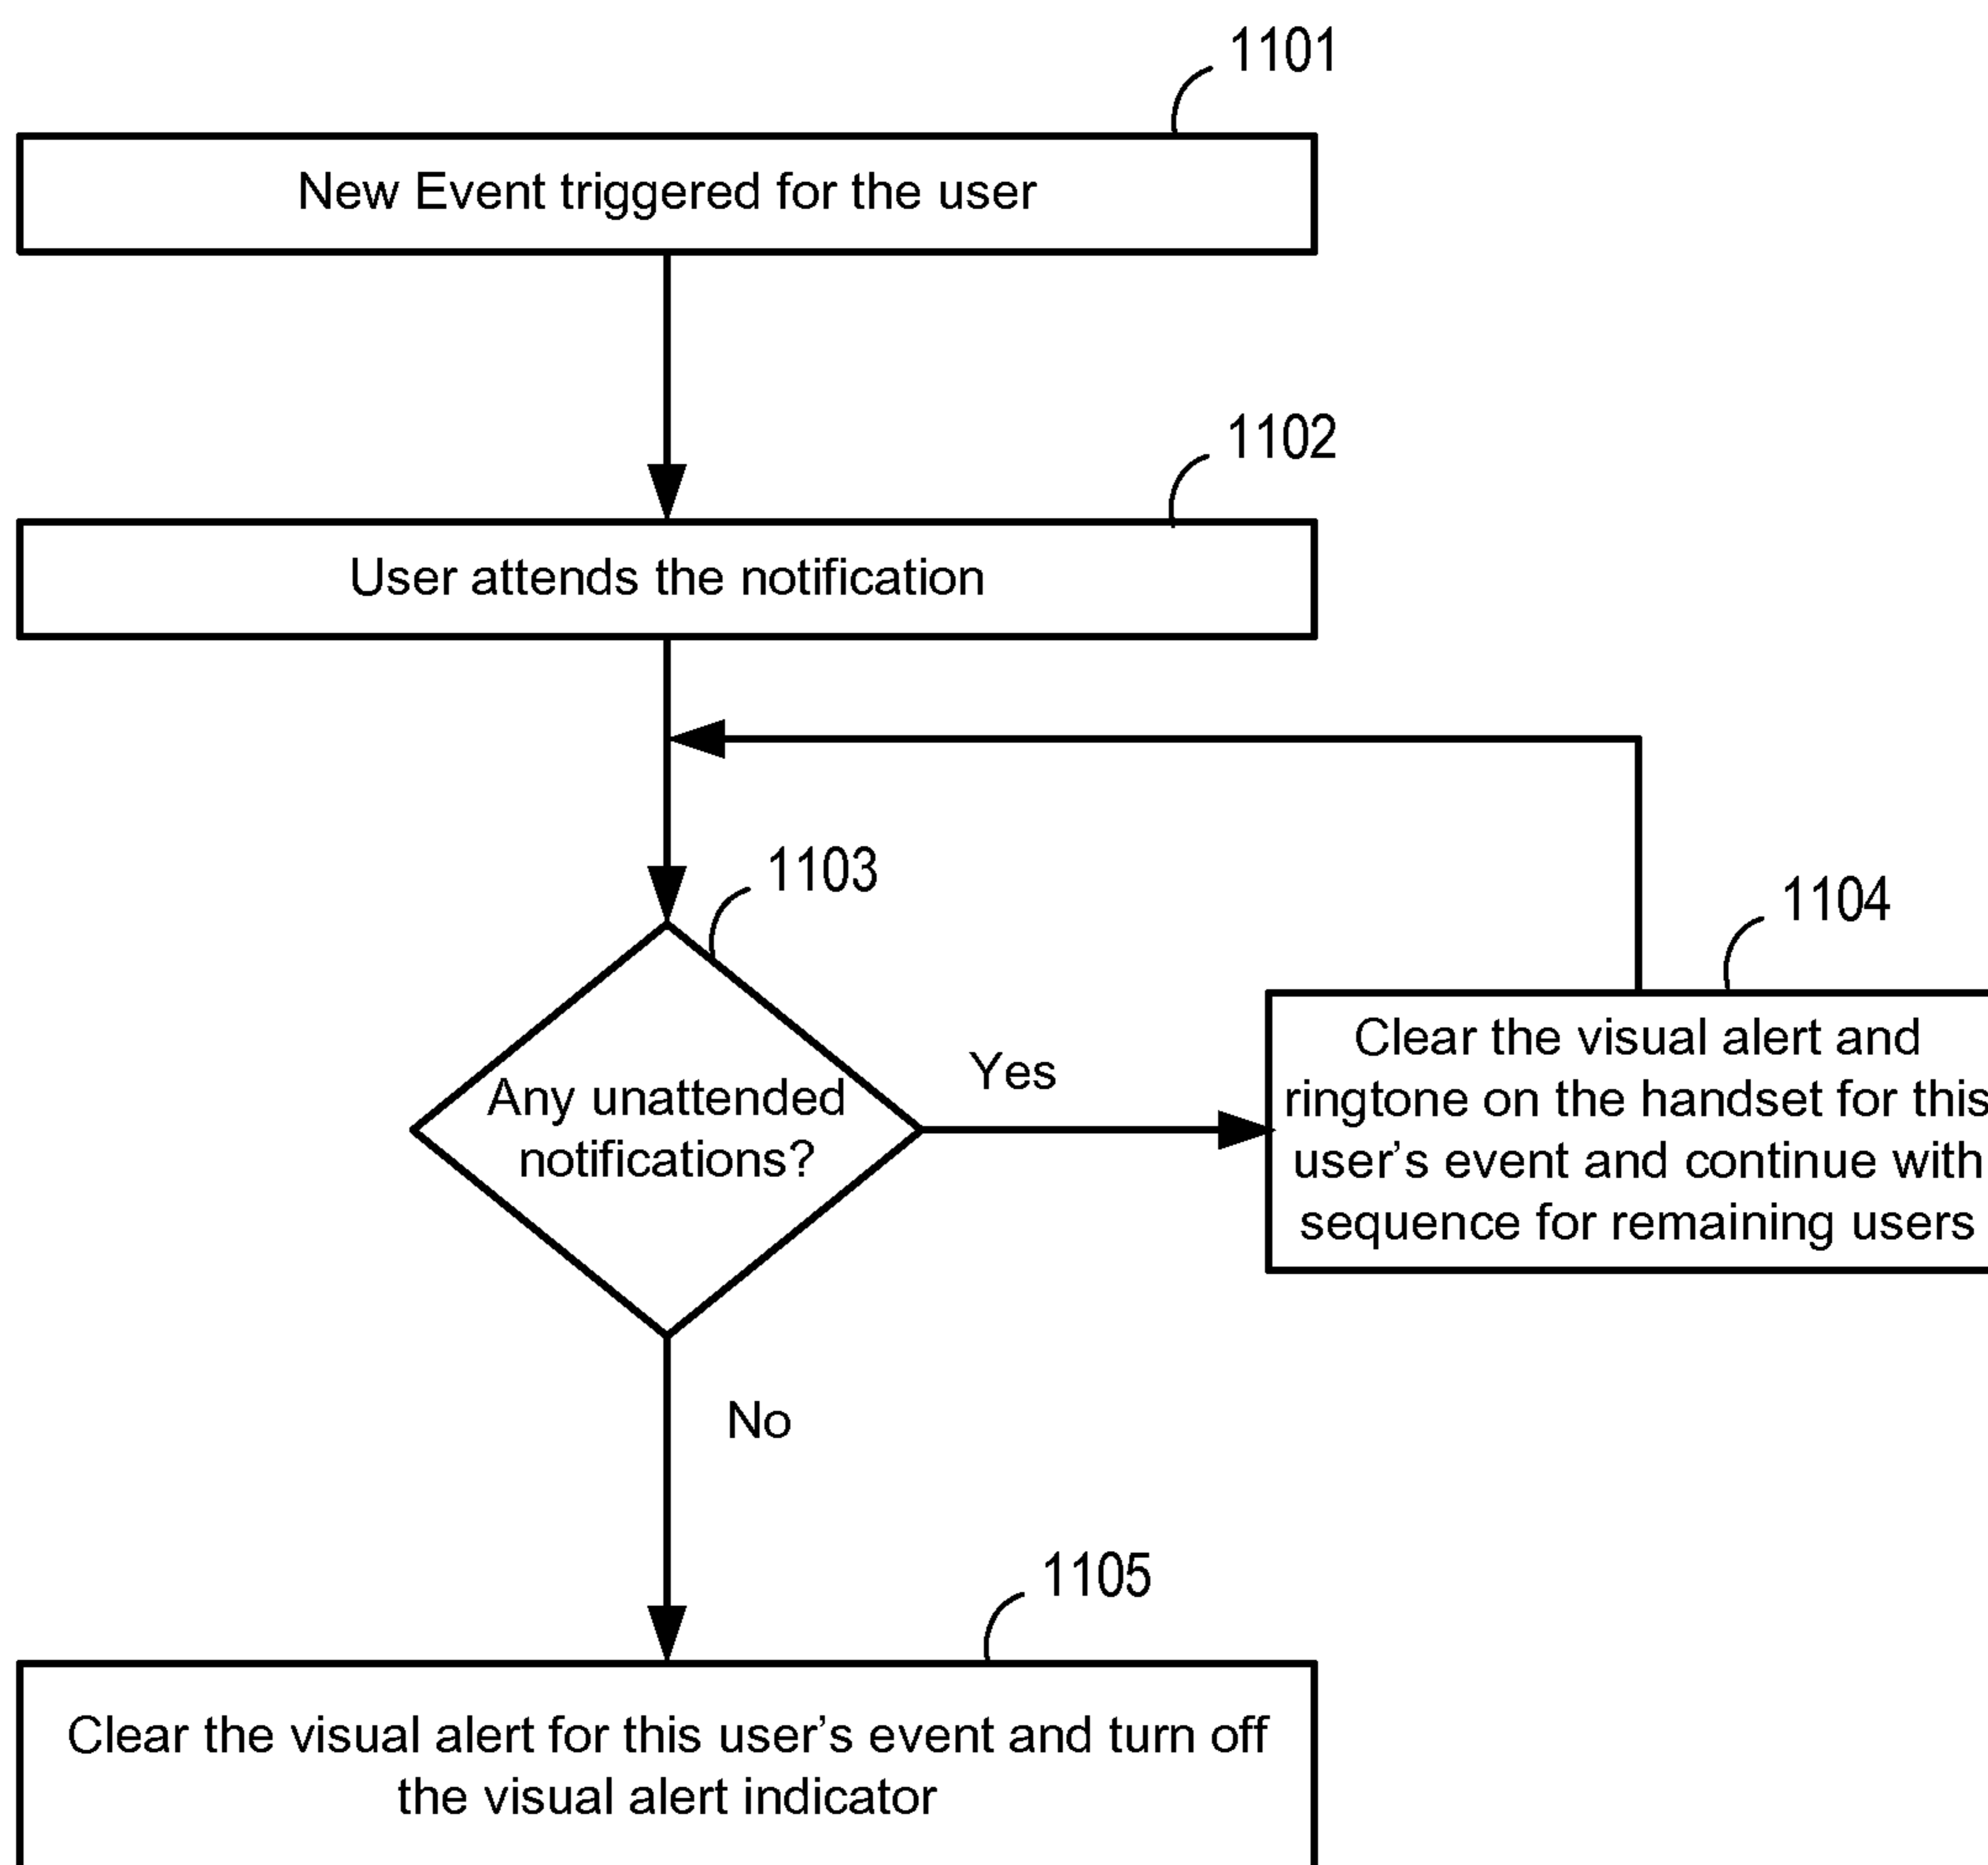 1101
New Event triggered for the user
1102
User attends the notification
1103
Any unattended
notifications?
Yes
1104
Clear the visual alert and
ringtone on the handset for this
user's event and continue with
sequence for remaining users
No
1105
Clear the visual alert for this user's event and turn off
the visual alert indicator